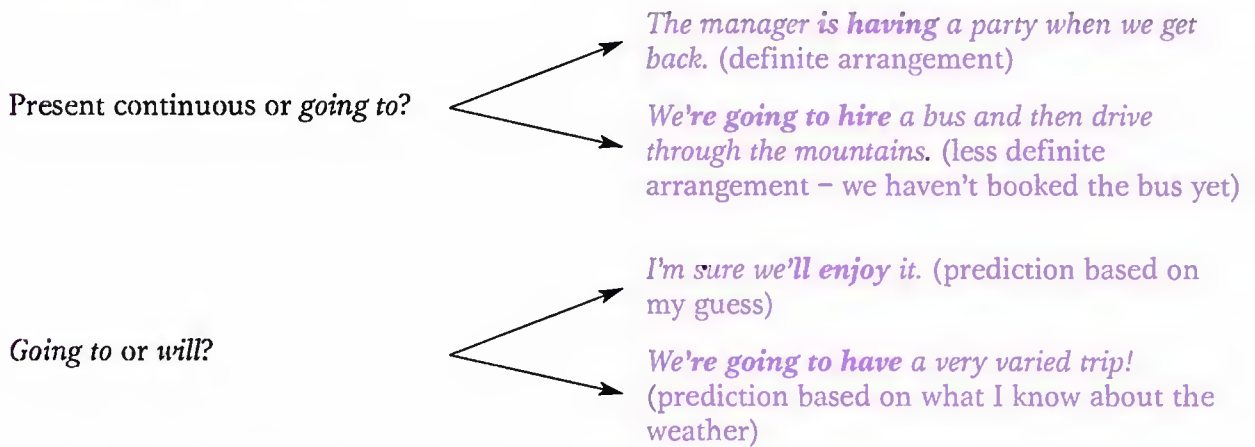 Present continuous or going to?
The manager is having a party when we get
back. (definite arrangement)
We're going to hire a bus and then drive
through the mountains. (less definite
arrangement – we haven't booked the bus yet)
Going to or will?
I'm sure we'll enjoy it. (prediction based on
my guess)
We're going to have a very varied trip!
(prediction based on what I know about the
weather)